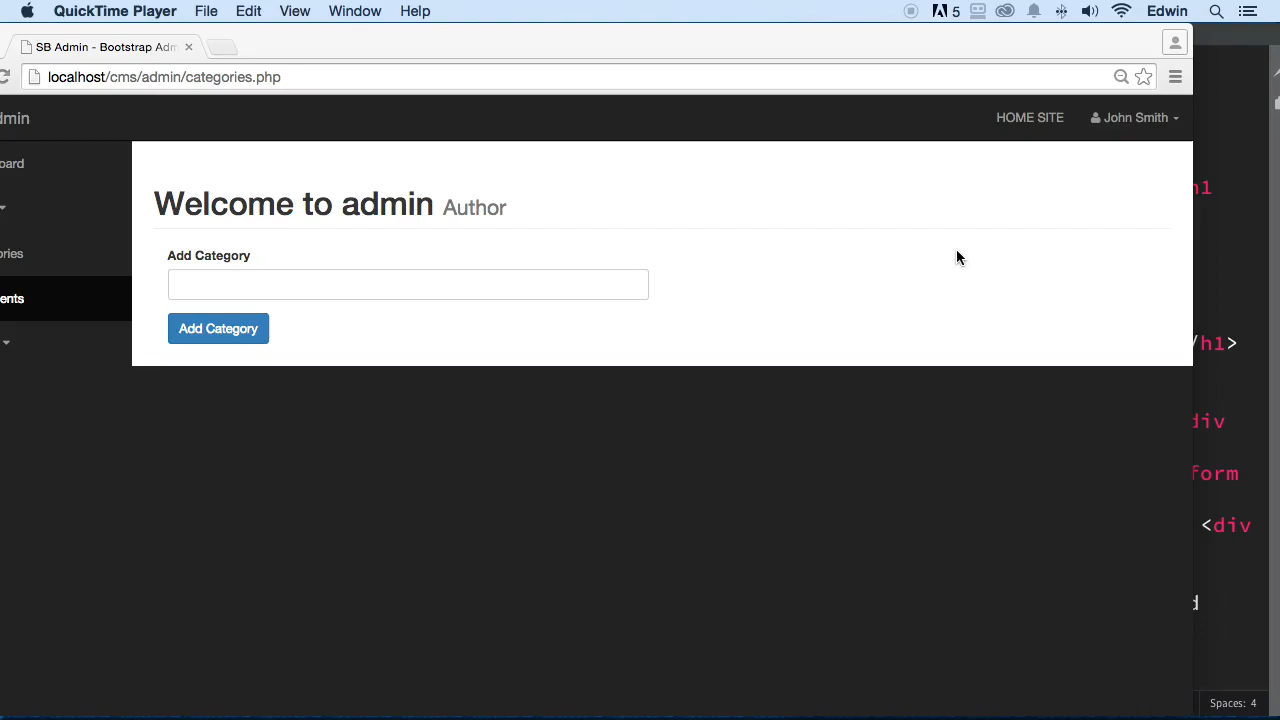 QuickTime Player File Edit View Window Help 5 Edwin
SB Admin - Bootstrap Adm
localhost/cms/admin/categories.php
dmin HOME SITE John Smith
oard
Welcome to admin Author
ories
Add Category
ents
Add Category
h1
/h1>
div
form
<div
d
Spaces: 4